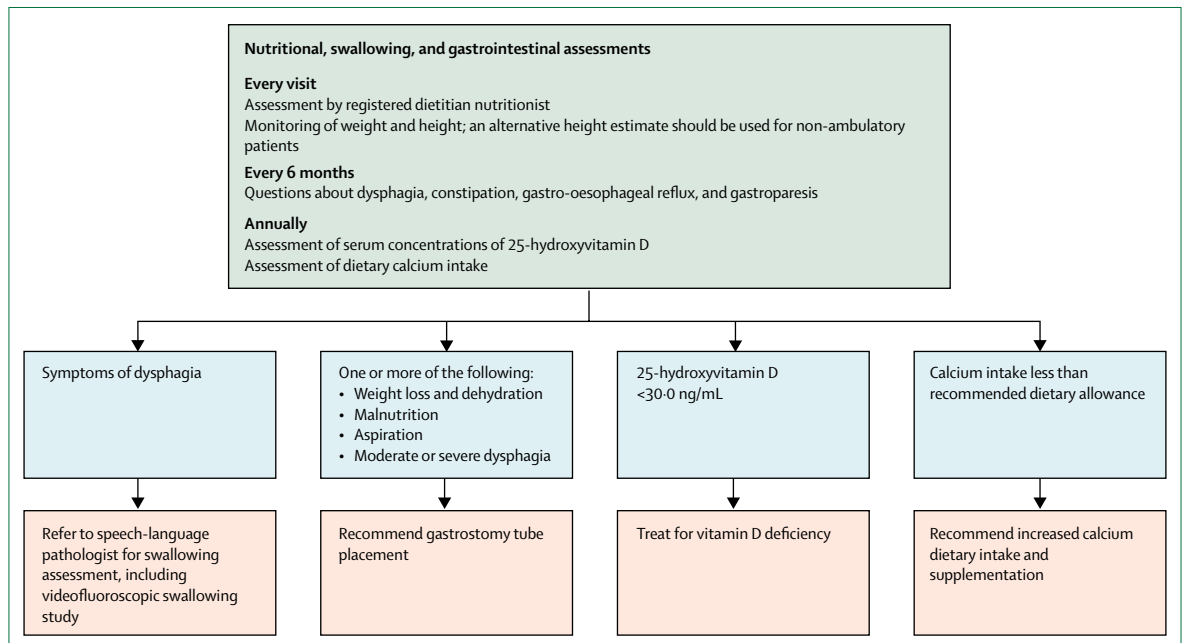 Nutritional, swallowing, and gastrointestinal assessments
Every visit
Assessment by registered dietitian nutritionist
Monitoring of weight and height; an alternative height estimate should be used for non-ambulatory
patients
Every 6 months
Questions about dysphagia, constipation, gastro-oesophageal reflux, and gastroparesis
Annually
Assessment of serum concentrations of 25-hydroxyvitamin D
Assessment of dietary calcium intake
Symptoms of dysphagia
One or more of the following:
• Weight loss and dehydration
• Malnutrition
• Aspiration
• Moderate or severe dysphagia
25-hydroxyvitamin D
<30·0 ng/mL
Calcium intake less than
recommended dietary allowance
Refer to speech-language
pathologist for swallowing
assessment, including
videofluoroscopic swallowing
study
Recommend gastrostomy tube
placement
Treat for vitamin D deficiency
Recommend increased calcium
dietary intake and
supplementation